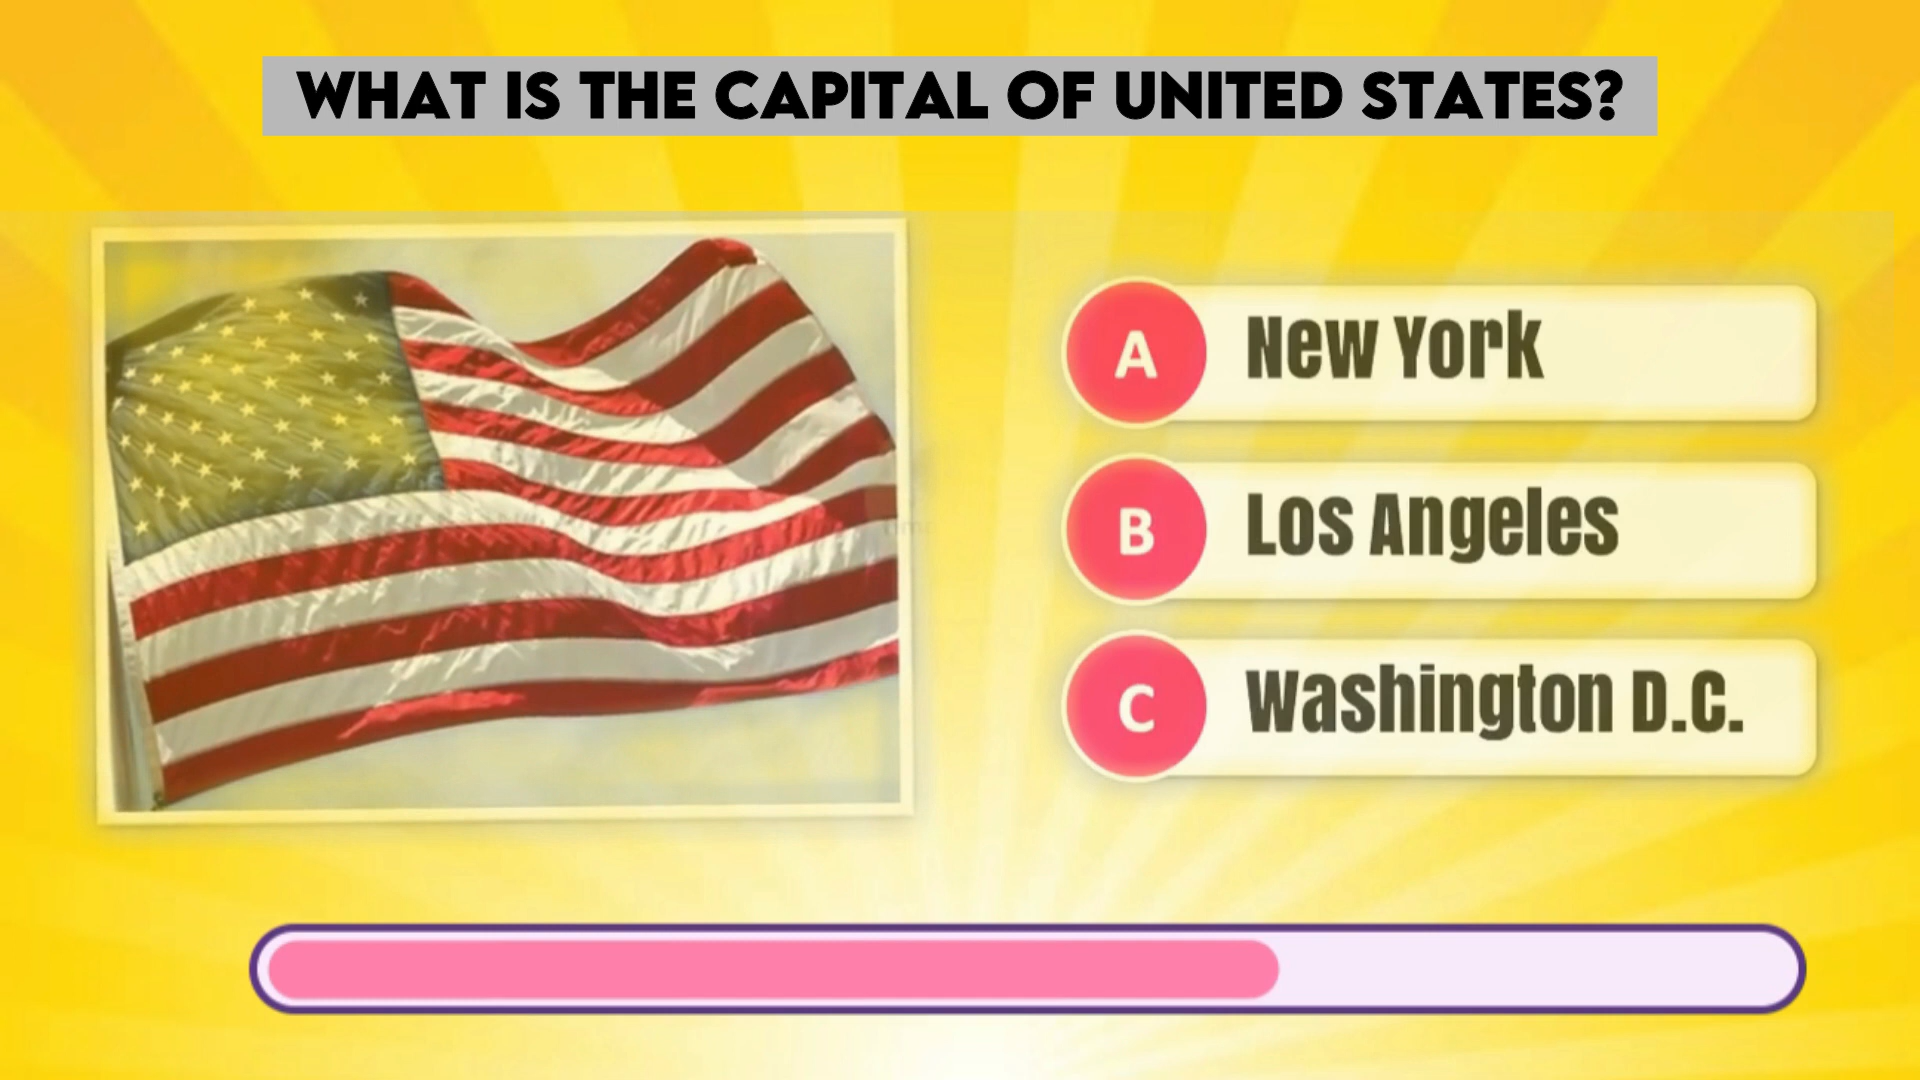 WHAT IS THE CAPITAL OF UNITED STATES?
A New York
B Los Angeles
C Washington D.C.